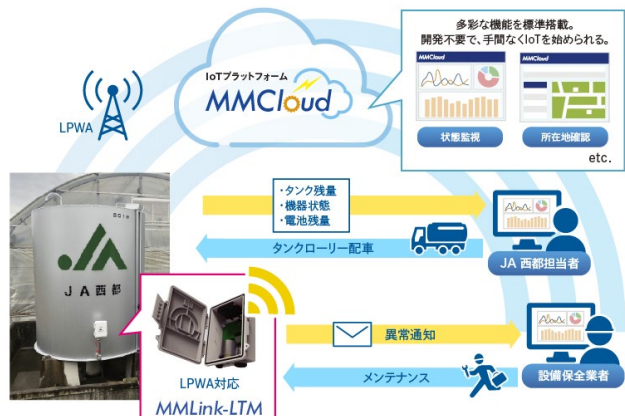 多彩な機能を標準搭載。
開発不要で、手間なくIoTを始められる。
MMCloud
MMCloud
状態監視
所在地確認
etc.
IoTプラットフォーム
MMCloud
LPWA
・タンク残量
・機器状態
・電池残量
タンクローリー配車
JA 西都担当者
JA西都
異常通知
メンテナンス
設備保全業者
LPWA対応
MMLink-LTM